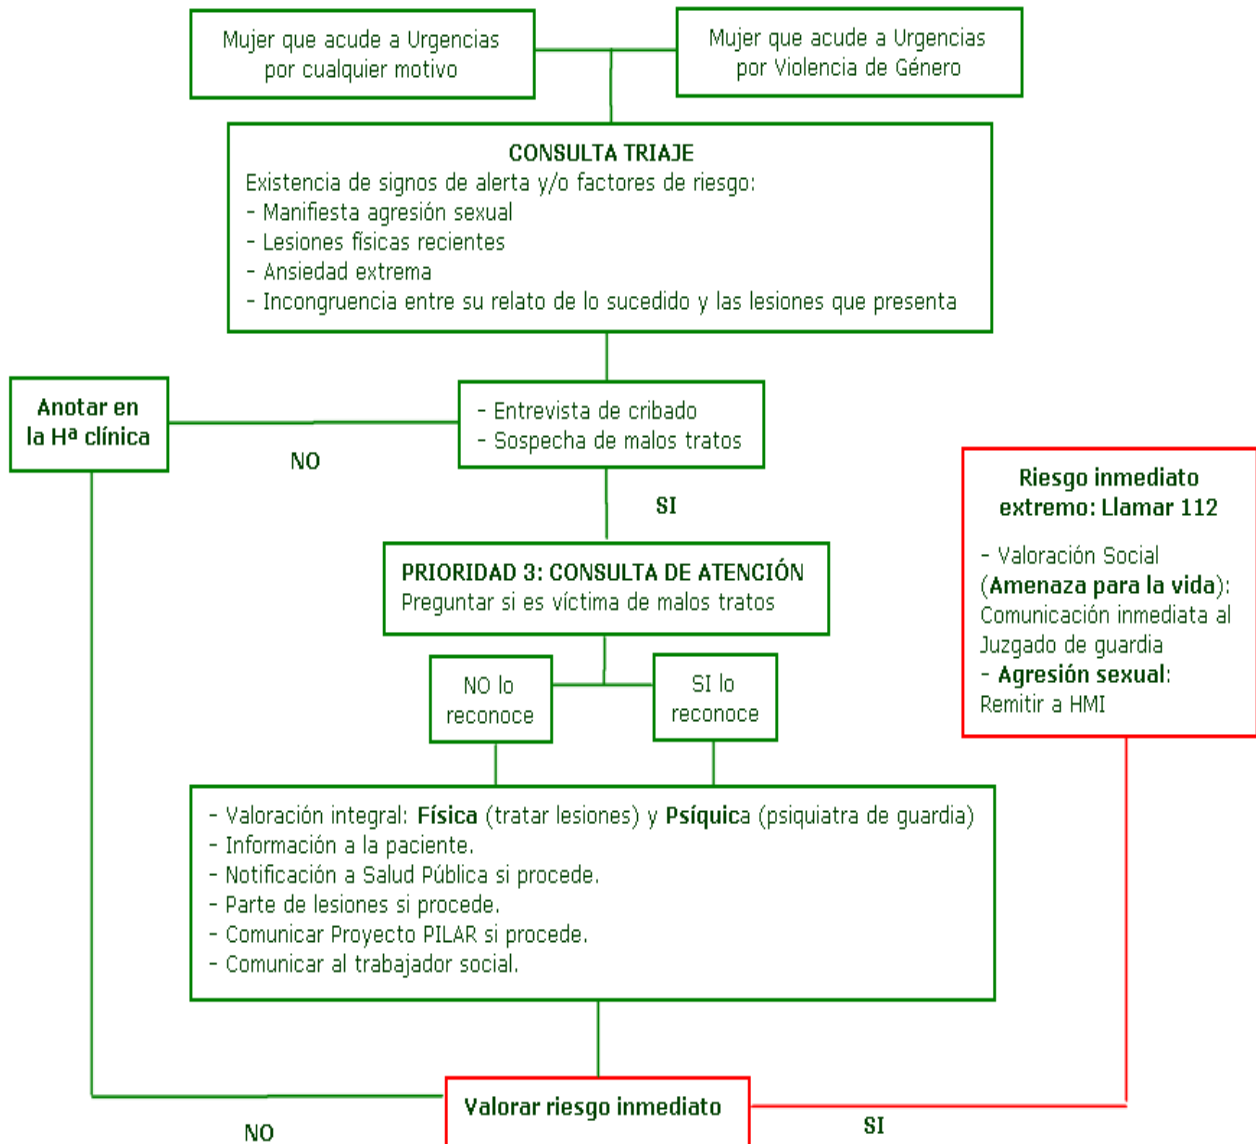 Mujer que acude a Urgencias
por cualquier motivo
Mujer que acude a Urgencias
por Violencia de Género
CONSULTA TRIAJE
Existencia de signos de alerta y/o factores de riesgo:
- Manifiesta agresión sexual
- Lesiones físicas recientes
- Ansiedad extrema
- Incongruencia entre su relato de lo sucedido y las lesiones que presenta
Anotar en
la Hª clínica
NO
- Entrevista de cribado
- Sospecha de malos tratos
SI
Riesgo inmediato
extremo: Llamar 112
- Valoración Social
(Amenaza para la vida):
Comunicación inmediata al
Juzgado de guardia
- Agresión sexual:
Remitir a HMI
PRIORIDAD 3: CONSULTA DE ATENCIÓN
Preguntar si es víctima de malos tratos
NO lo
reconoce
SI lo
reconoce
- Valoración integral: Física (tratar lesiones) y Psíquica (psiquiatra de guardia)
- Información a la paciente.
- Notificación a Salud Pública si procede.
- Parte de lesiones si procede.
- Comunicar Proyecto PILAR si procede.
- Comunicar al trabajador social.
Valorar riesgo inmediato
NO
SI